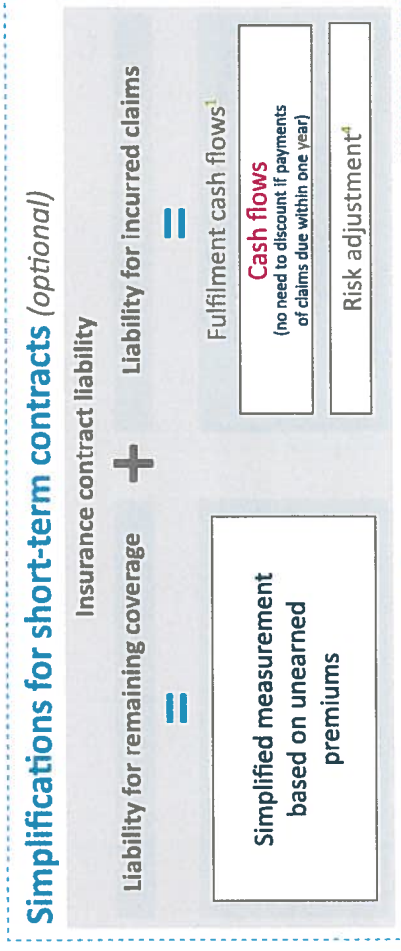 Simplifications for short-term contracts (optional)
Insurance contract liability
Liability for remaining coverage + Liability for incurred claims
=
Simplified measurement
based on unearned
premiums
=
Fulfilment cash flows¹
Cash flows
(no need to discount if payments
of claims due within one year)
Risk adjustment⁴